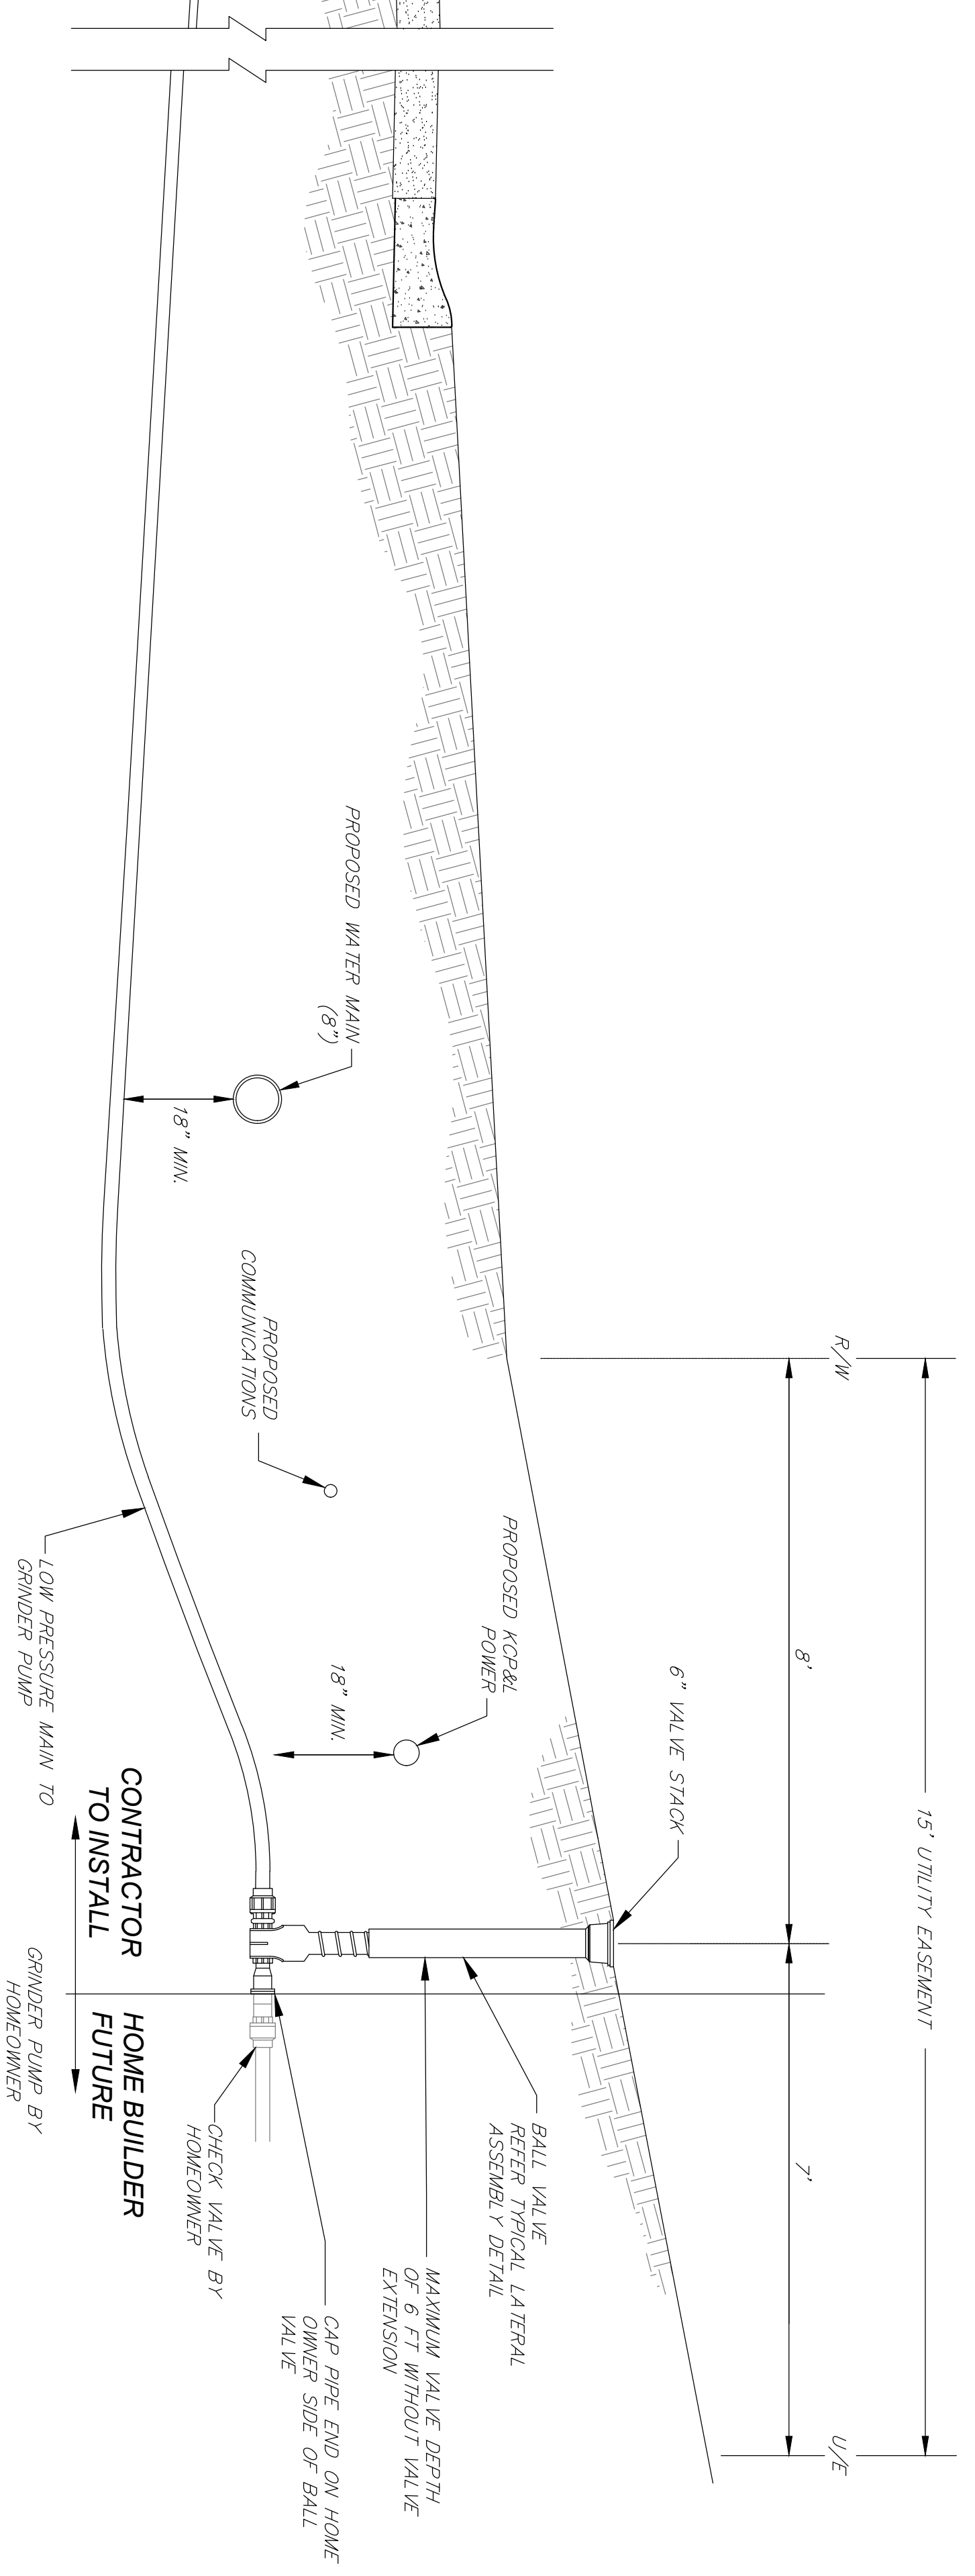 15' UTILITY EASEMENT
R/W
U/E
8'
7'
6" VALVE STACK
PROPOSED KCP&L
POWER
18" MIN.
PROPOSED WATER MAIN
(8")
18" MIN.
PROPOSED
COMMUNICATIONS
BALL VALVE
REFER TYPICAL LATERAL
ASSEMBLY DETAIL
MAXIMUM VALVE DEPTH
OF 6 FT WITHOUT VALVE
EXTENSION
CAP PIPE END ON HOME
OWNER SIDE OF BALL
VALVE
CHECK VALVE BY
HOMEOWNER
CONTRACTOR
TO INSTALL
HOME BUILDER
FUTURE
LOW PRESSURE MAIN TO
GRINDER PUMP
GRINDER PUMP BY
HOMEOWNER